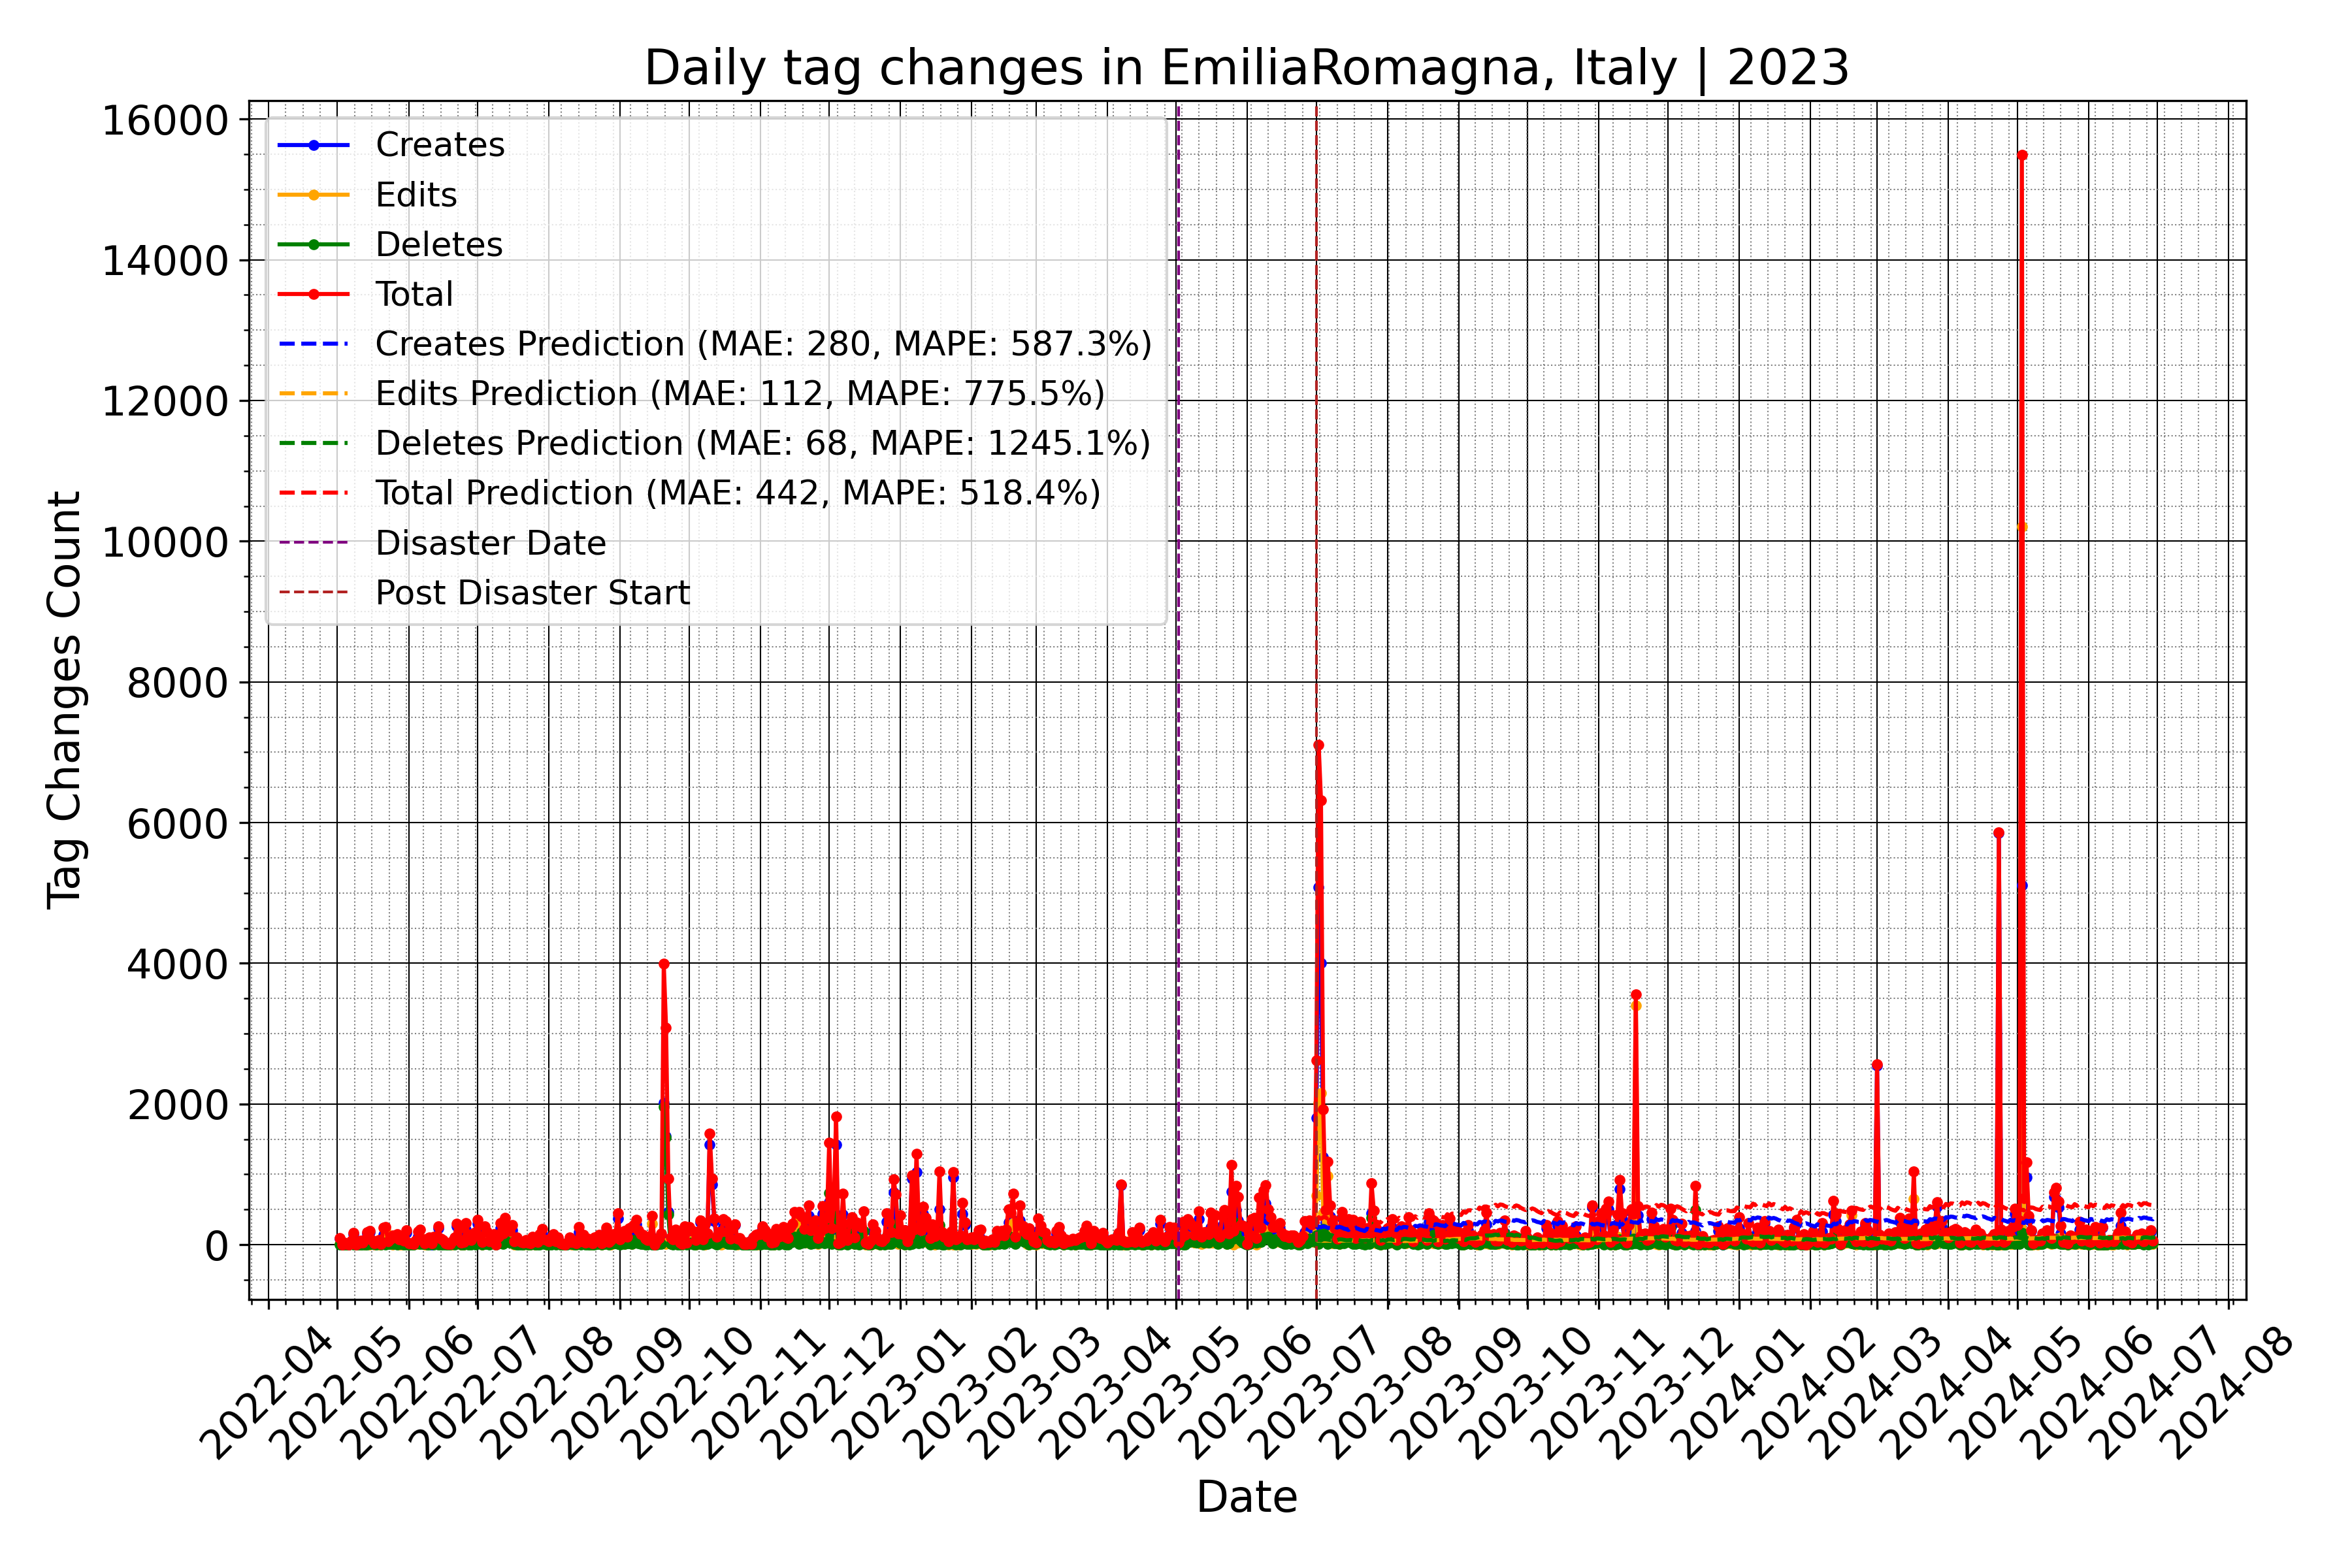 Daily tag changes in EmiliaRomagna, Italy | 2023
16000
14000
12000
10000
8000
6000
4000
2000
0
Tag Changes Count
Creates
Edits
Deletes
Total
Creates Prediction (MAE: 280, MAPE: 587.3%)
Edits Prediction (MAE: 112, MAPE: 775.5%)
Deletes Prediction (MAE: 68, MAPE: 1245.1%)
Total Prediction (MAE: 442, MAPE: 518.4%)
Disaster Date
Post Disaster Start
2022-04
2022-05
2022-06
2022-07
2022-08
2022-09
2022-10
2022-11
2022-12
2023-01
2023-02
2023-03
2023-04
2023-05
2023-06
2023-07
2023-08
2023-09
2023-10
2023-11
2023-12
2024-01
2024-02
2024-03
2024-04
2024-05
2024-06
2024-07
2024-08
Date